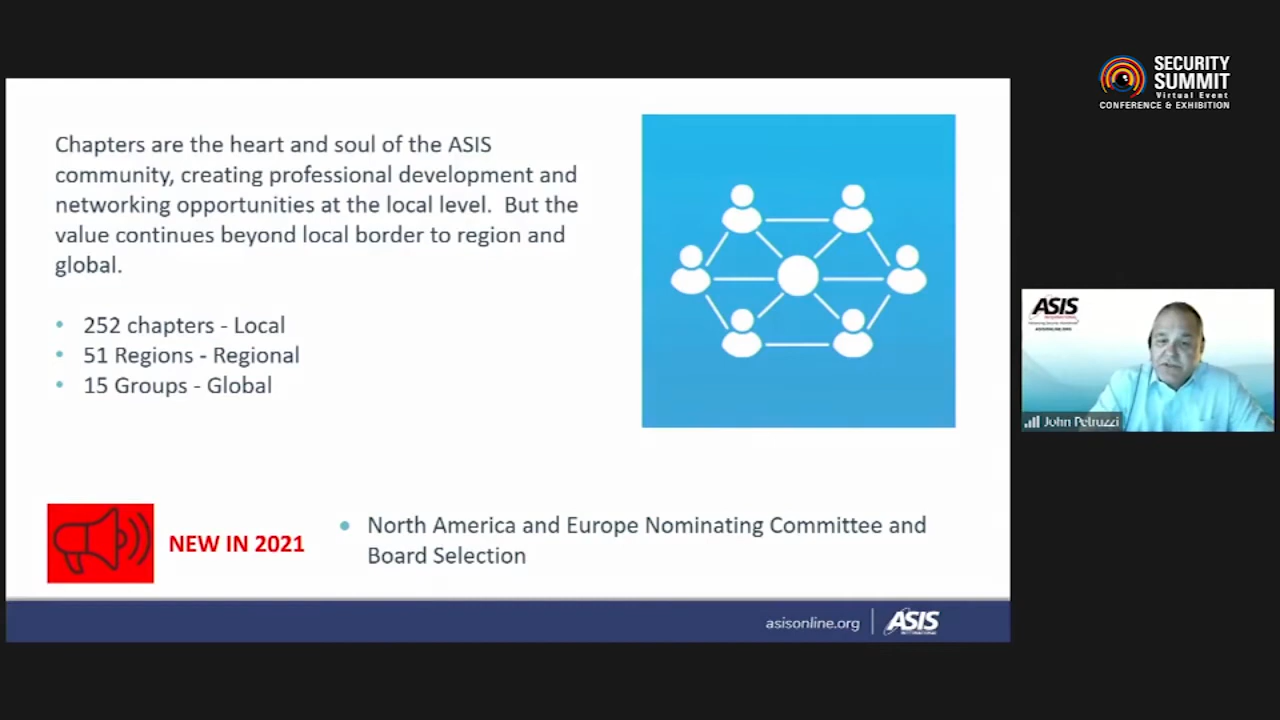 SECURITY
SUMMIT
Virtual Event
CONFERENCE & EXHIBITION
Chapters are the heart and soul of the ASIS
community, creating professional development and
networking opportunities at the local level.  But the
value continues beyond local border to region and
global.
• 252 chapters - Local
• 51 Regions - Regional
• 15 Groups - Global
NEW IN 2021
• North America and Europe Nominating Committee and
Board Selection
asisonline.org
ASIS
INTERNATIONAL
ASIS
ASISONLINE.ORG
John Petruzzi